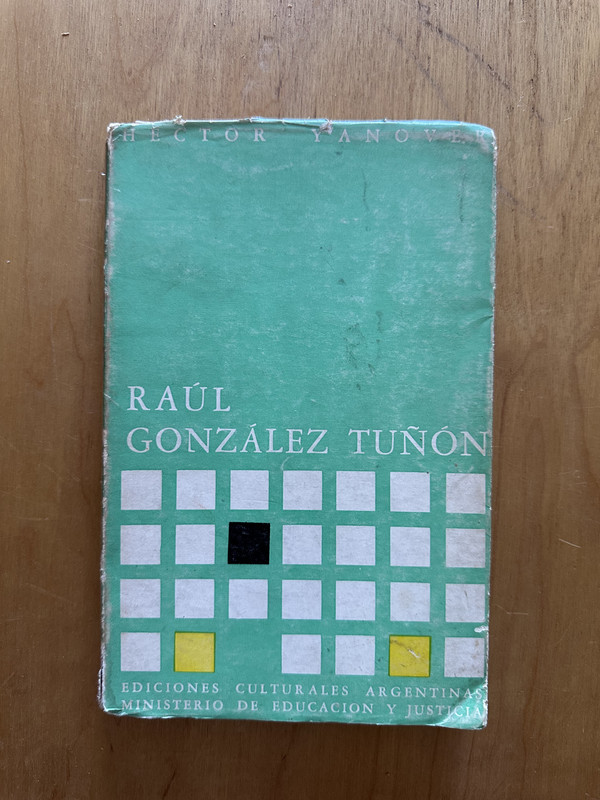 HECTOR YANOVER
RAÚL
GONZÁLEZ TUÑÓN
EDICIONES CULTURALES ARGENTINAS
MINISTERIO DE EDUCACION Y JUSTICIA